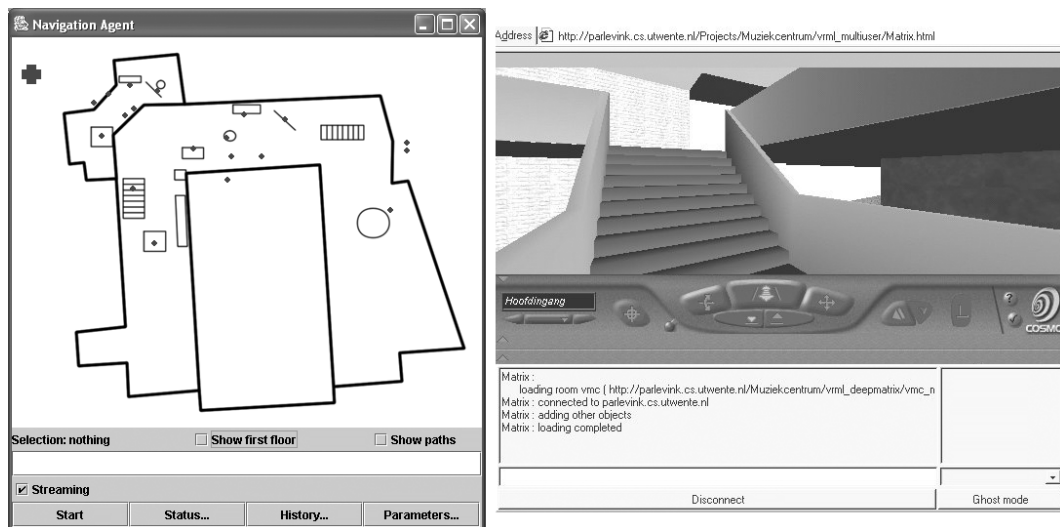 Navigation Agent
Selection: nothing
Show first floor
Show paths
Streaming
Start
Status...
History...
Parameters...
Address http://parlevink.cs.utwente.nl/Projects/Muziekcentrum/vrml_multiuser/Matrix.html
Hoofdingang
COSMO
Matrix :
loading room vmc ( http://parlevink.cs.utwente.nl/Muziekcentrum/vrml_deepmatrix/vmc_n
Matrix : connected to parlevink.cs.utwente.nl
Matrix : adding other objects
Matrix : loading completed
Disconnect
Ghost mode